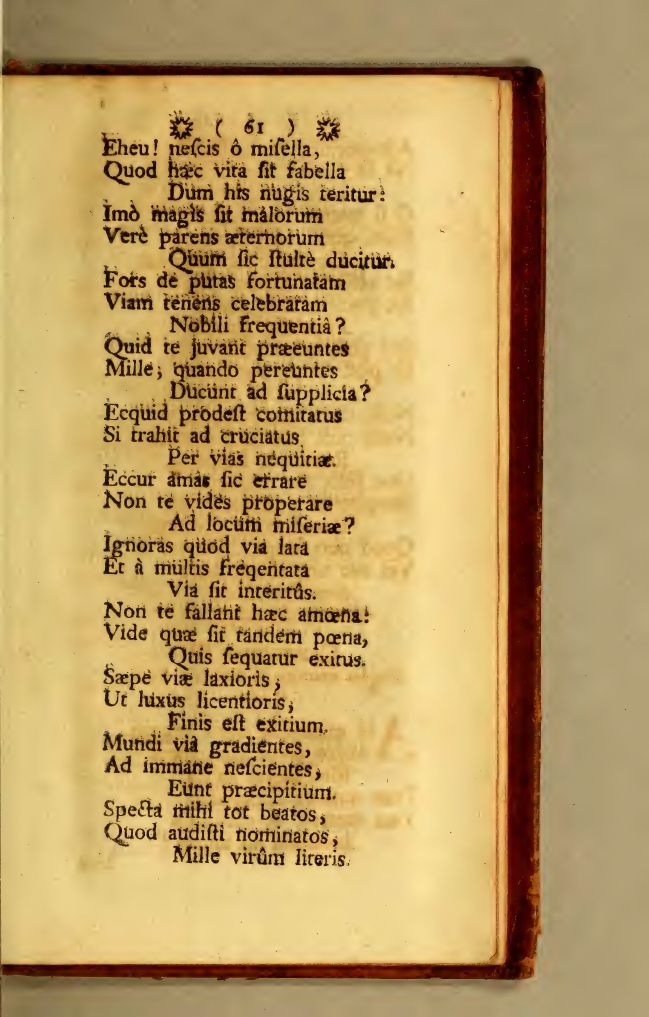 ( 61 )
Eheu! neſcis ô miſella,
Quod hæc vita ſit fabella
Dum his nugis teritur:
Imò magis ſit malorum
Verè parens æternorum
Quum ſic ſtultè ducitur.
Fors de putas fortunatam
Viam tenens celebratam
Nobili frequentiâ?
Quid te juvant præeuntes
Mille; quando pereuntes
Ducunt ad ſupplicia?
Ecquid prodeſt comitatus
Si trahit ad cruciatus
Per vias nequitiæ.
Eccur amas ſic errare
Non te vides properare
Ad locum miſeriæ?
Ignoras quod via lata
Et à multis freqentata
Via ſit interitûs.
Non te fallant hæc amœna!
Vide quæ ſit tandem pœna,
Quis ſequatur exitus.
Sæpe viæ laxioris,
Ut luxus licentioris,
Finis eſt exitium.
Mundi viâ gradientes,
Ad immane neſcientes,
Eunt præcipitium.
Specta mihi tot beatos,
Quod audiſti nominatos,
Mille virûm literis.